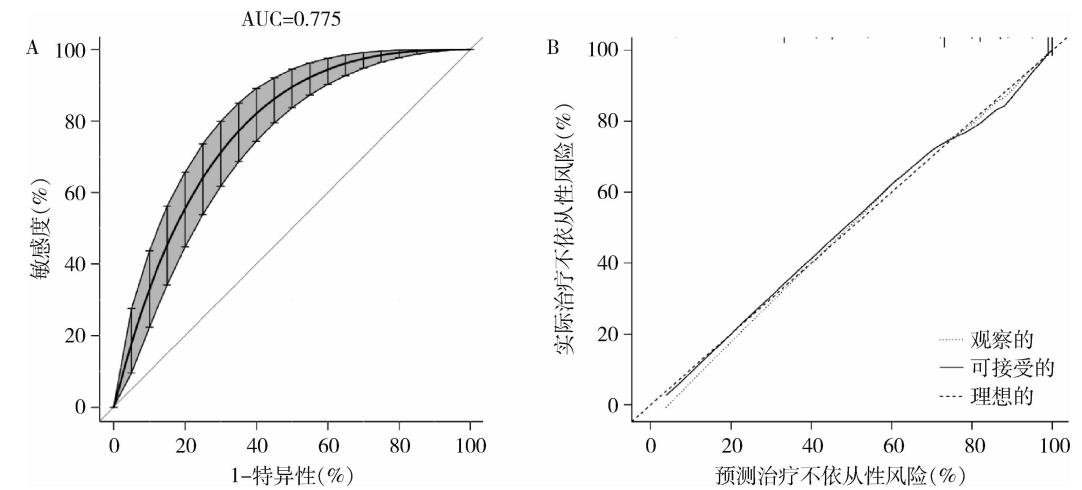 AUC=0.775
A
100
80
60
40
20
0
敏感度(%)
0 20 40 60 80 100
1-特异性(%)
B
100
80
60
40
20
0
实际治疗不依从性风险(%)
观察的
可接受的
理想的
0 20 40 60 80 100
预测治疗不依从性风险(%)